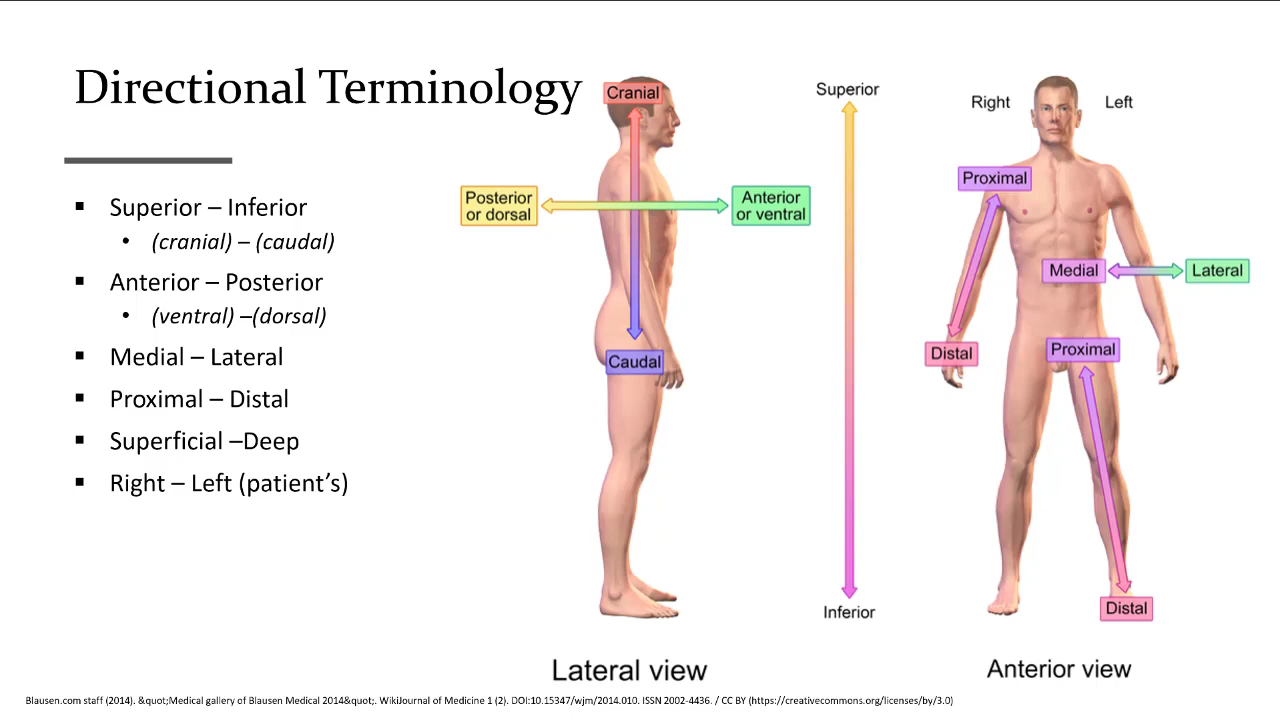 Directional Terminology
▪ Superior – Inferior
• (cranial) – (caudal)
▪ Anterior – Posterior
• (ventral) –(dorsal)
▪ Medial – Lateral
▪ Proximal – Distal
▪ Superficial –Deep
▪ Right – Left (patient's)
Cranial
Posterior
or dorsal
Anterior
or ventral
Caudal
Lateral view
Superior
Inferior
Right
Left
Proximal
Medial
Lateral
Distal
Proximal
Distal
Anterior view
Blausen.com staff (2014). &quot;Medical gallery of Blausen Medical 2014&quot;. WikiJournal of Medicine 1 (2). DOI:10.15347/wjm/2014.010. ISSN 2002-4436. / CC BY (https://creativecommons.org/licenses/by/3.0)